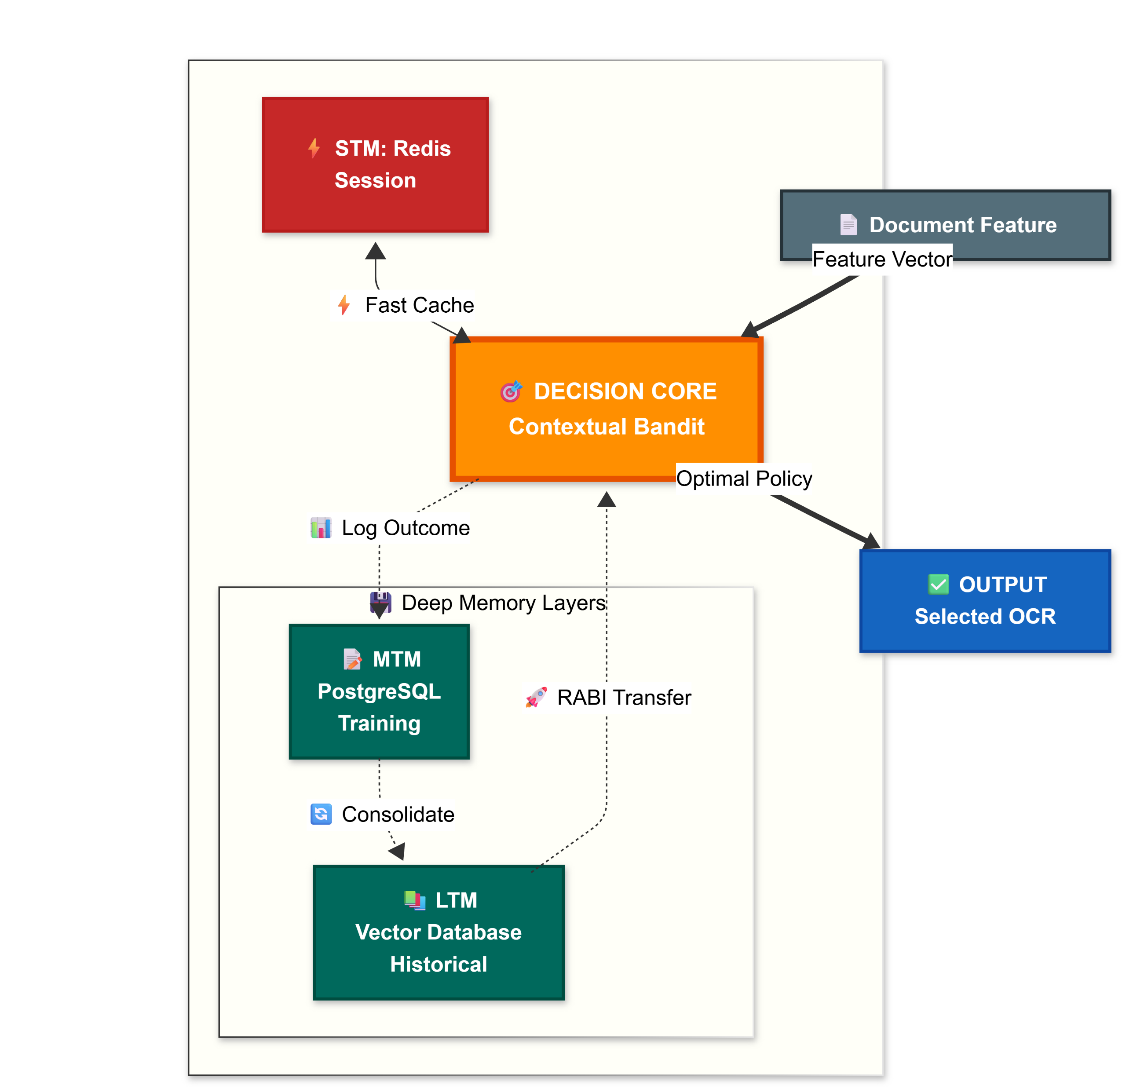 ⚡ STM: Redis
Session
📄 Document Feature
Feature Vector
⚡ Fast Cache
🎯 DECISION CORE
Contextual Bandit
Optimal Policy
📊 Log Outcome
✅ OUTPUT
Selected OCR
💾 Deep Memory Layers
📝 MTM
PostgreSQL
Training
🚀 RABI Transfer
🔄 Consolidate
📚 LTM
Vector Database
Historical